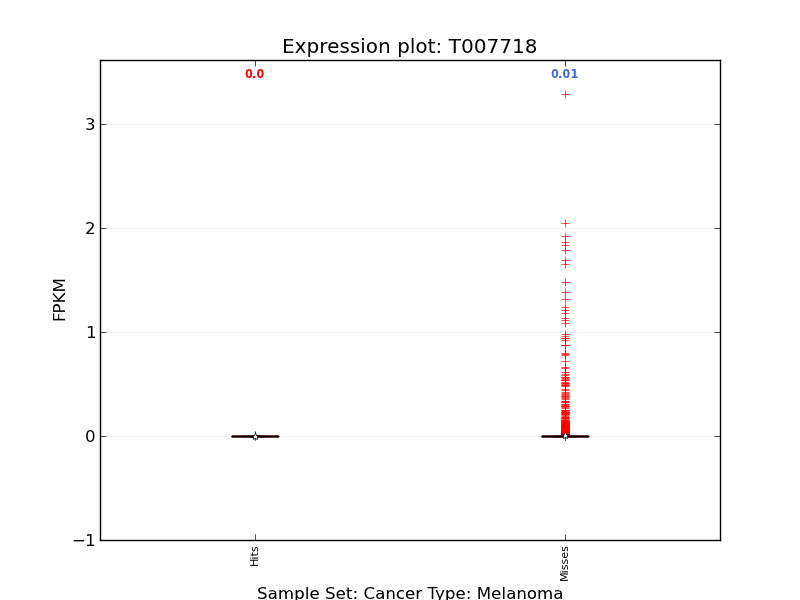 Expression plot: T007718
0.0
0.01
3
2
1
0
−1
FPKM
Hits
Misses
Sample Set: Cancer Type: Melanoma